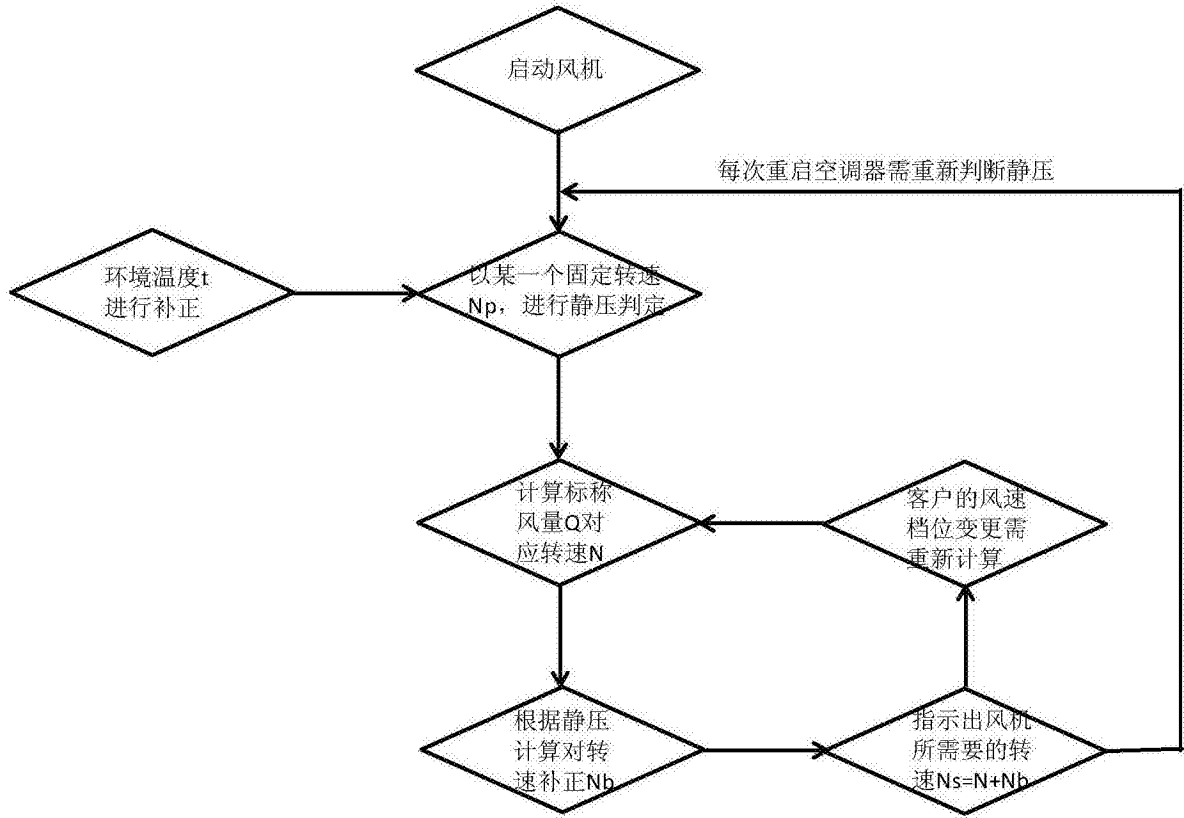 启动风机
每次重启空调器需重新判断静压
环境温度t
进行补正
以某一个固定转速
Np，进行静压判定
计算标称
风量Q对
应转速N
客户的风速
档位变更需
重新计算
根据静压
计算对转
速补正Nb
指示出风机
所需要的转
速Ns=N+Nb